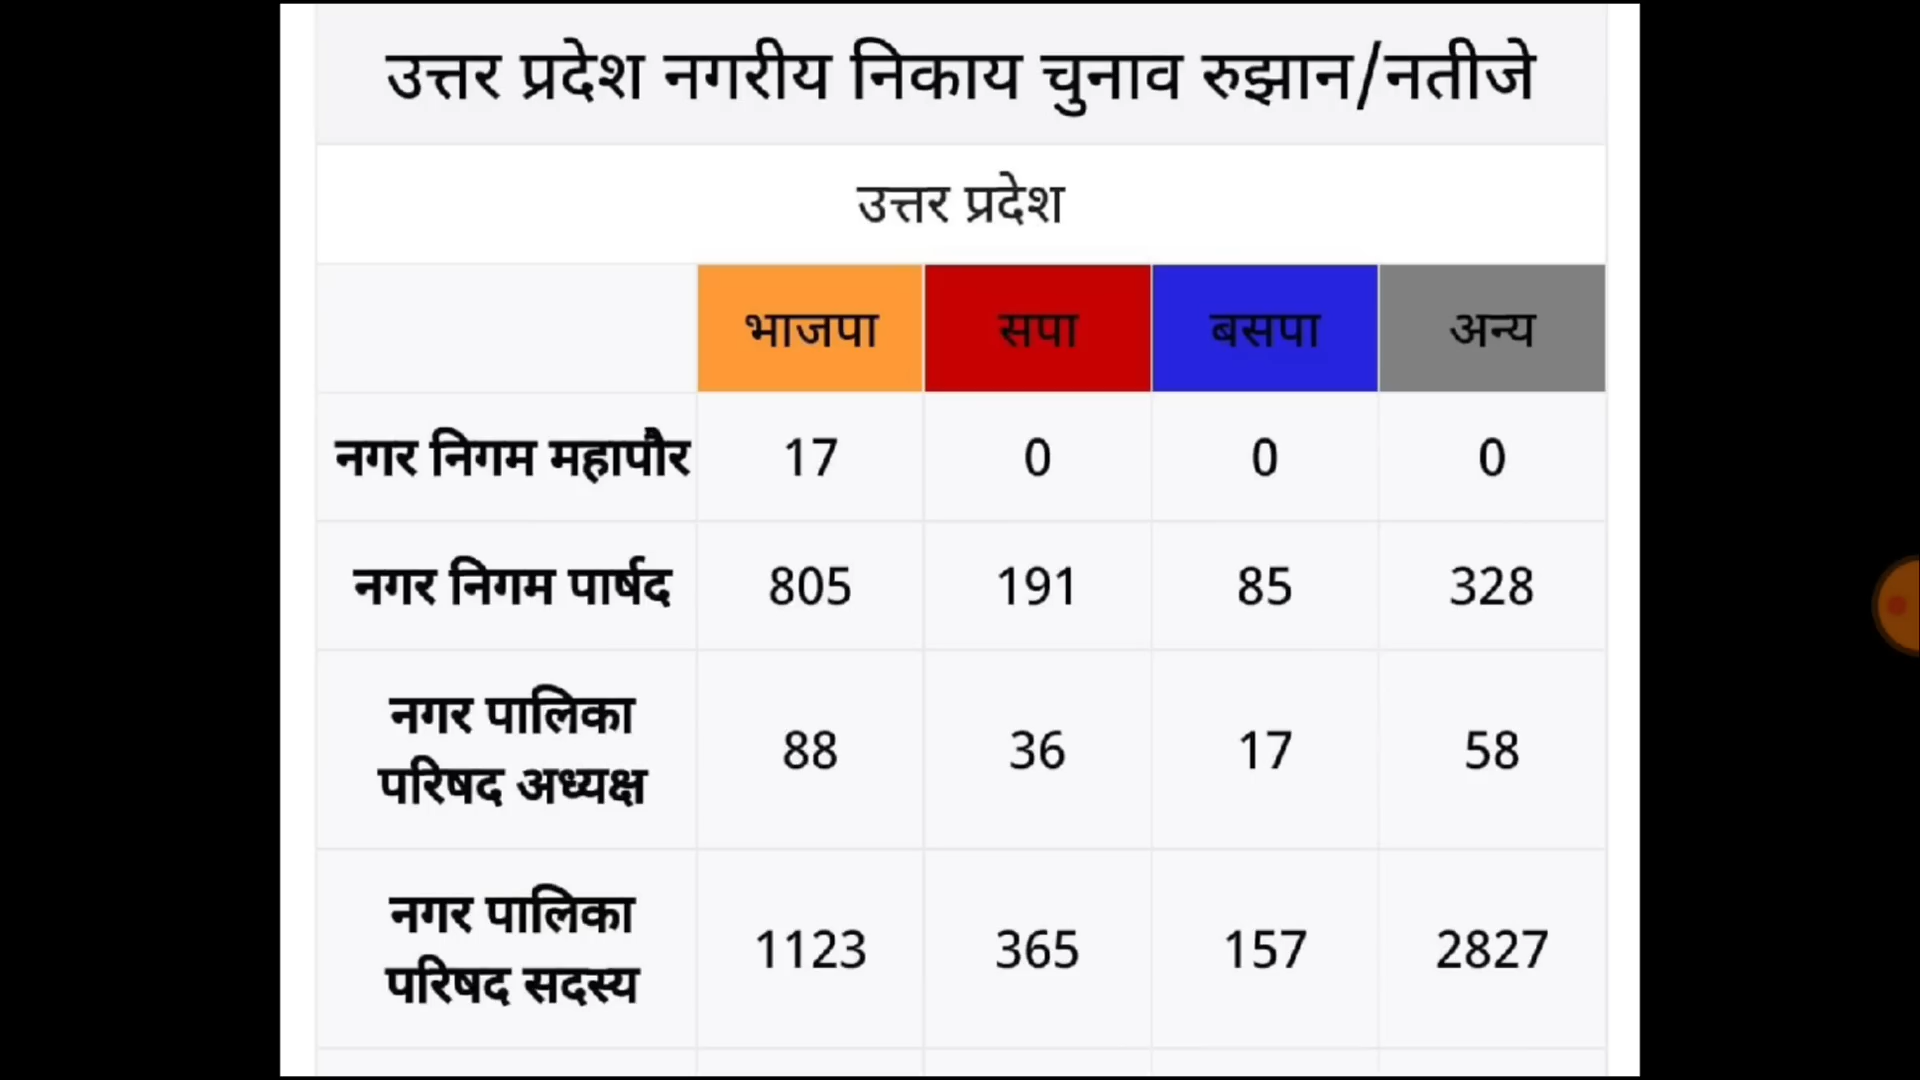 उत्तर प्रदेश नगरीय निकाय चुनाव रुझान/नतीजे
उत्तर प्रदेश
भाजपा सपा बसपा अन्य
नगर निगम महापौर 17 0 0 0
नगर निगम पार्षद 805 191 85 328
नगर पालिका
परिषद अध्यक्ष 88 36 17 58
नगर पालिका
परिषद सदस्य 1123 365 157 2827